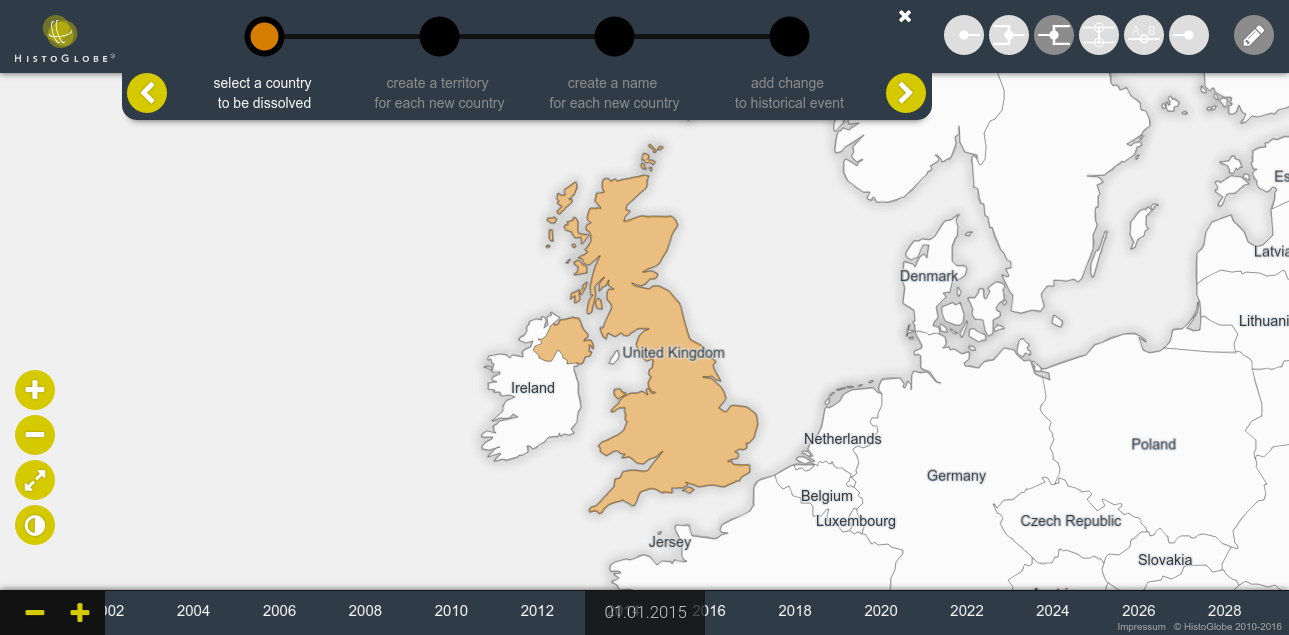 HISTOGLOBE³
select a country
to be dissolved
create a territory
for each new country
create a name
for each new country
add change
to historical event
A B
Es
Latvia
Denmark
Lithuani
United Kingdom
Ireland
Netherlands
Poland
Germany
Belgium
Luxembourg
Czech Republic
Jersey
Slovakia
002 2004 2006 2008 2010 2012 01.01.2015 2016 2018 2020 2022 2024 2026 2028
Impressum © HistoGlobe 2010-2016